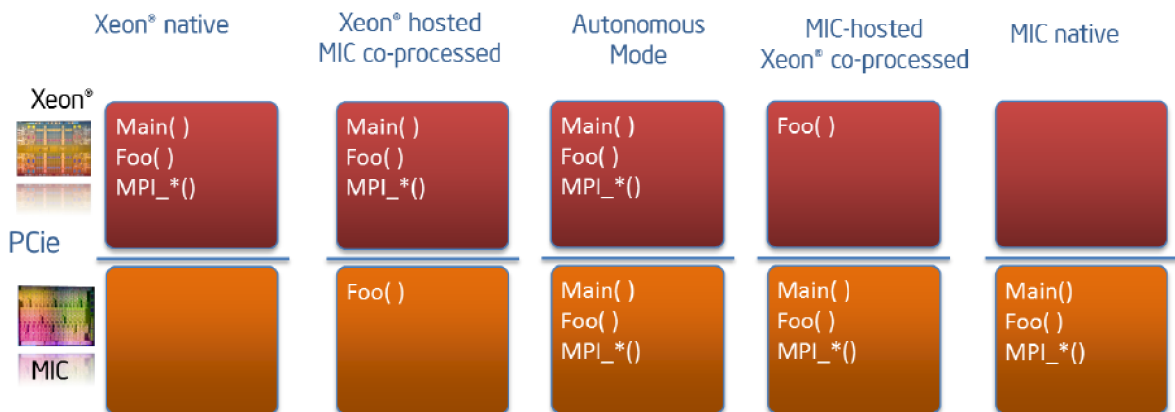 Xeon® native
Xeon® hosted
MIC co-processed
Autonomous
Mode
MIC-hosted
Xeon® co-processed
MIC native
Xeon®
Main( )
Foo( )
MPI_*()
Main( )
Foo( )
MPI_*()
Main( )
Foo( )
MPI_*()
Foo( )
PCie
MIC
Foo( )
Main( )
Foo( )
MPI_*()
Main( )
Foo( )
MPI_*()
Main()
Foo( )
MPI_*()